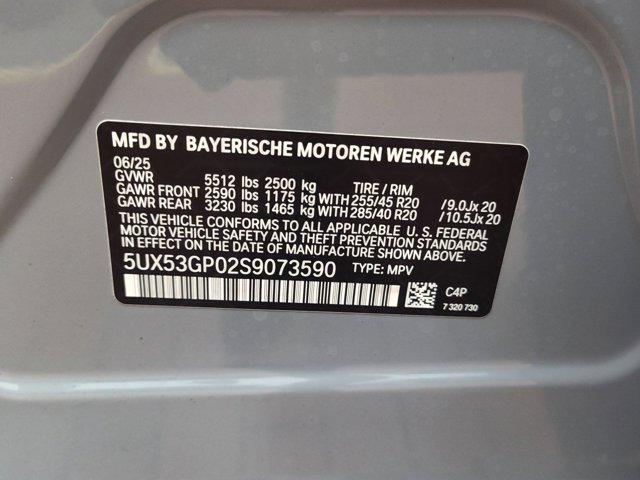 MFD BY BAYERISCHE MOTOREN WERKE AG
06/25
GVWR 5512 lbs 2500 kg TIRE / RIM
GAWR FRONT 2590 lbs 1175 kg WITH 255/45 R20 /9.0Jx 20
GAWR REAR 3230 lbs 1465 kg WITH 285/40 R20 /10.5Jx 20
THIS VEHICLE CONFORMS TO ALL APPLICABLE U. S. FEDERAL
MOTOR VEHICLE SAFETY AND THEFT PREVENTION STANDARDS
IN EFFECT ON THE DATE OF MANUFACTURE SHOWN ABOVE.
5UX53GP02S9073590 TYPE: MPV
C4P
7 320 730